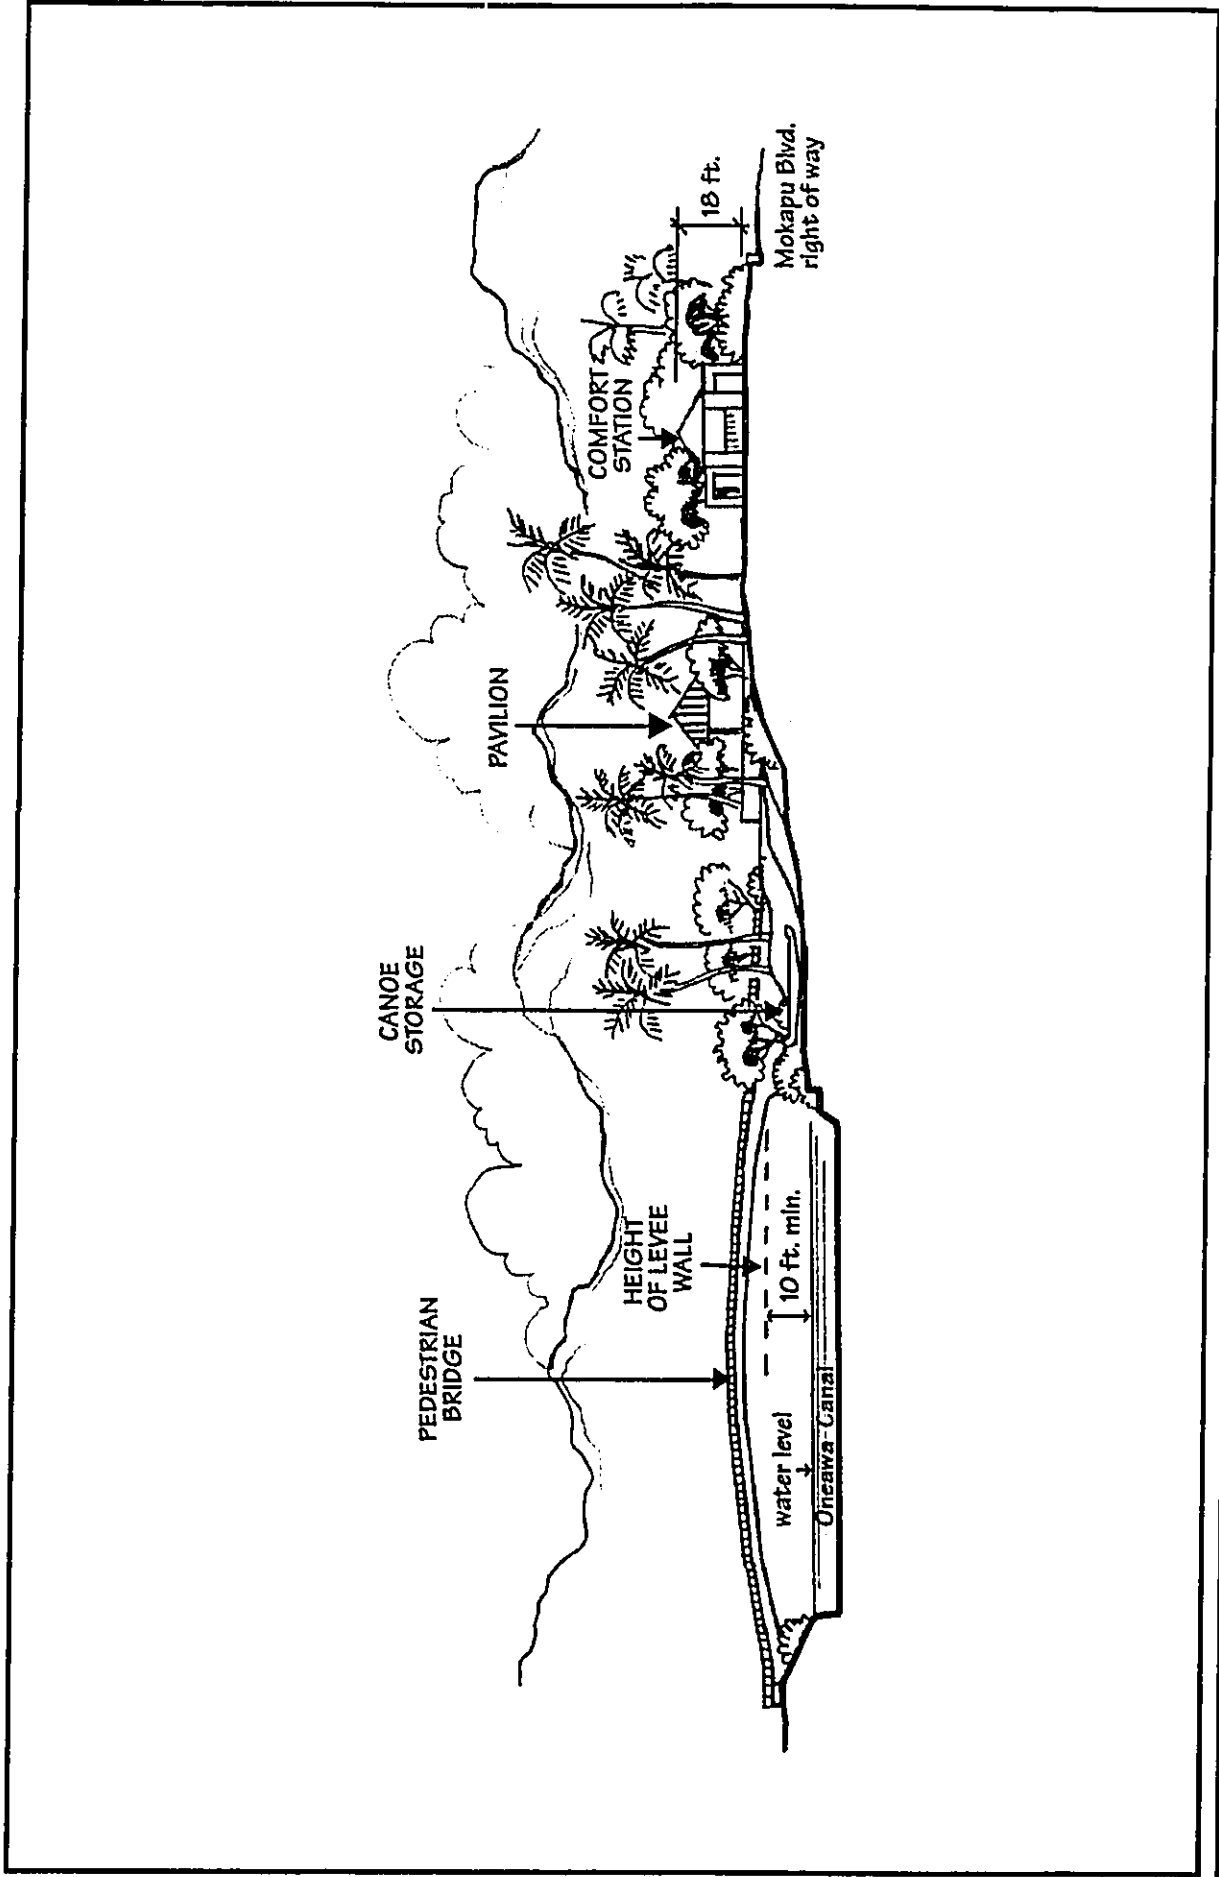 PEDESTRIAN
BRIDGE
HEIGHT
OF LEVEE
WALL
water level
10 ft. min.
Oneawa Canal
CANOE
STORAGE
PAVILION
COMFORT
STATION
18 ft.
Mokapu Blvd.
right of way